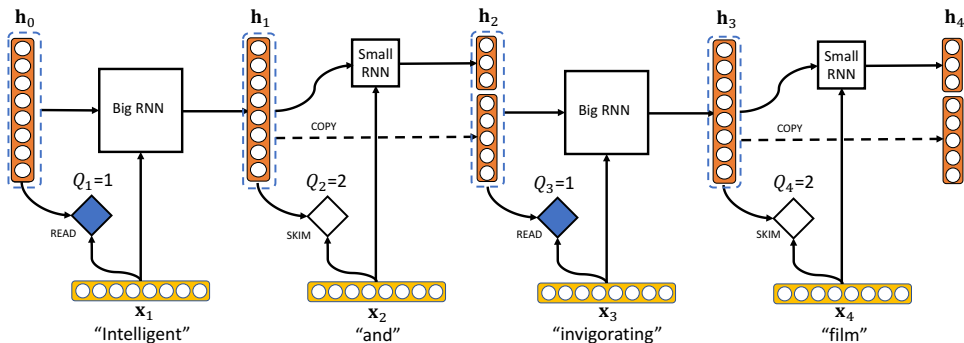 h₀
h₁
h₂
h₃
h₄
Big RNN
Small
RNN
Big RNN
Small
RNN
COPY
COPY
Q₁=1
Q₂=2
Q₃=1
Q₄=2
READ
SKIM
READ
SKIM
x₁
x₂
x₃
x₄
“Intelligent”
“and”
“invigorating”
“film”